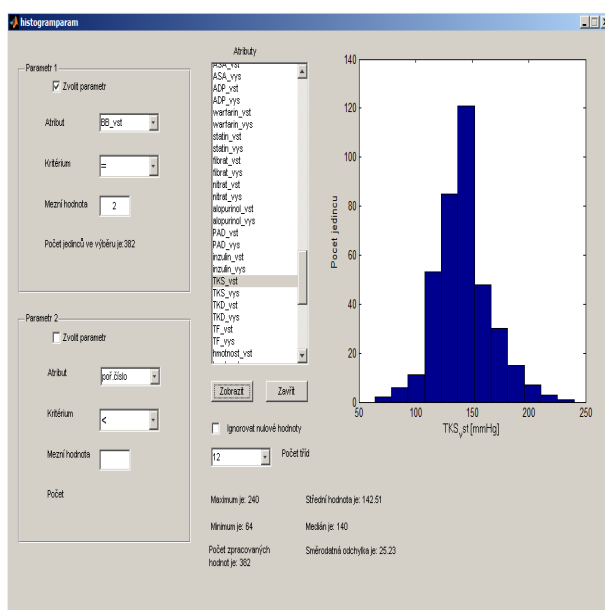 histogramparam
Parametr 1
Zvolit parametr
Atribut
BB_vst
Kritérium
=
Mezní hodnota
2
Počet jedinců ve výběru je:382
Parametr 2
Zvolit parametr
Atribut
poř.číslo
Kritérium
<
Mezní hodnota
Počet
Atributy
ASA_vst
ASA_vys
ADP_vst
ADP_vys
warfarin_vst
warfarin_vys
statin_vst
statin_vys
fibrat_vst
fibrat_vys
nitrat_vst
nitrat_vys
alopurinol_vst
alopurinol_vys
PAD_vst
PAD_vys
inzulin_vst
inzulin_vys
TKS_vst
TKS_vys
TKD_vst
TKD_vys
TF_vst
TF_vys
hmotnost_vst
Zobrazit
Zavřít
Ignorovat nulové hodnoty
12
Počet tříd
Maximum je: 240
Střední hodnota je: 142.51
Minimum je: 64
Medián je: 140
Počet zpracovaných
hodnot je: 382
Směrodatná odchylka je: 25.23
140
120
100
80
60
40
20
0
Pocet jedincu
50
100
150
200
250
TKS_vst [mmHg]